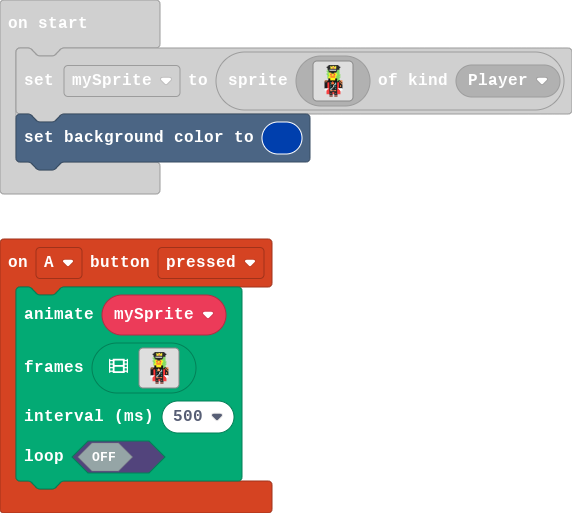 on start
set mySprite to sprite of kind Player
set background color to
on A button pressed
animate mySprite
frames
interval (ms) 500
loop OFF